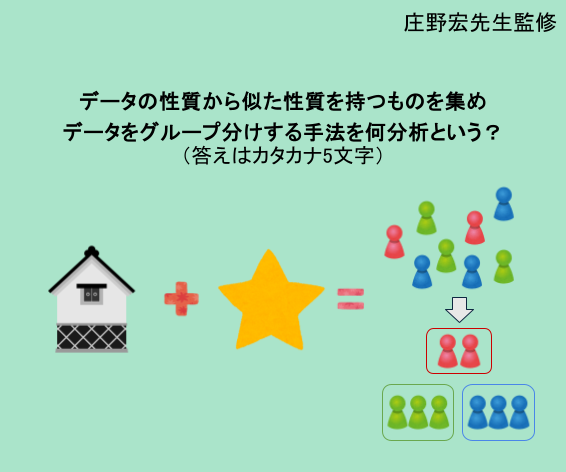 庄野宏先生監修
データの性質から似た性質を持つものを集め
データをグループ分けする手法を何分析という？
（答えはカタカナ5文字）